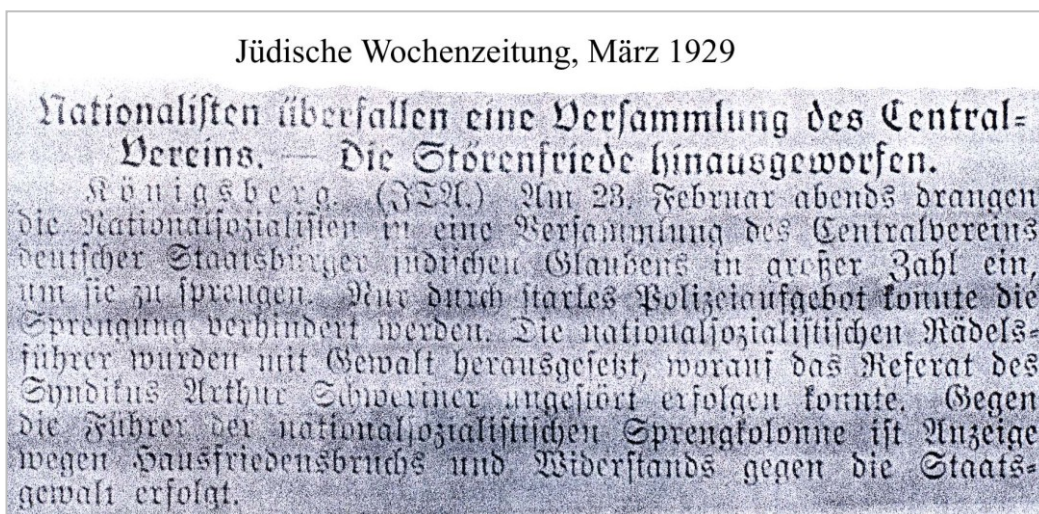 Jüdische Wochenzeitung, März 1929
Nationalisten überfallen eine Versammlung des Central-
Vereins. — Die Störenfriede hinausgeworfen.
Königsberg. (JTA.) Am 23. Februar abends drangen
die Nationalsozialisten in eine Versammlung des Centralvereins
deutscher Staatsbürger jüdischen Glaubens in großer Zahl ein,
um sie zu sprengen. Nur durch starkes Polizeiaufgebot konnte die
Sprengung verhindert werden. Die nationalsozialistischen Rädels-
führer wurden mit Gewalt herausgesetzt, worauf das Referat des
Syndikus Arthur Schweriner ungestört erfolgen konnte. Gegen
die Führer der nationalsozialistischen Sprengkolonne ist Anzeige
wegen Hausfriedensbruchs und Widerstands gegen die Staats-
gewalt erfolgt.